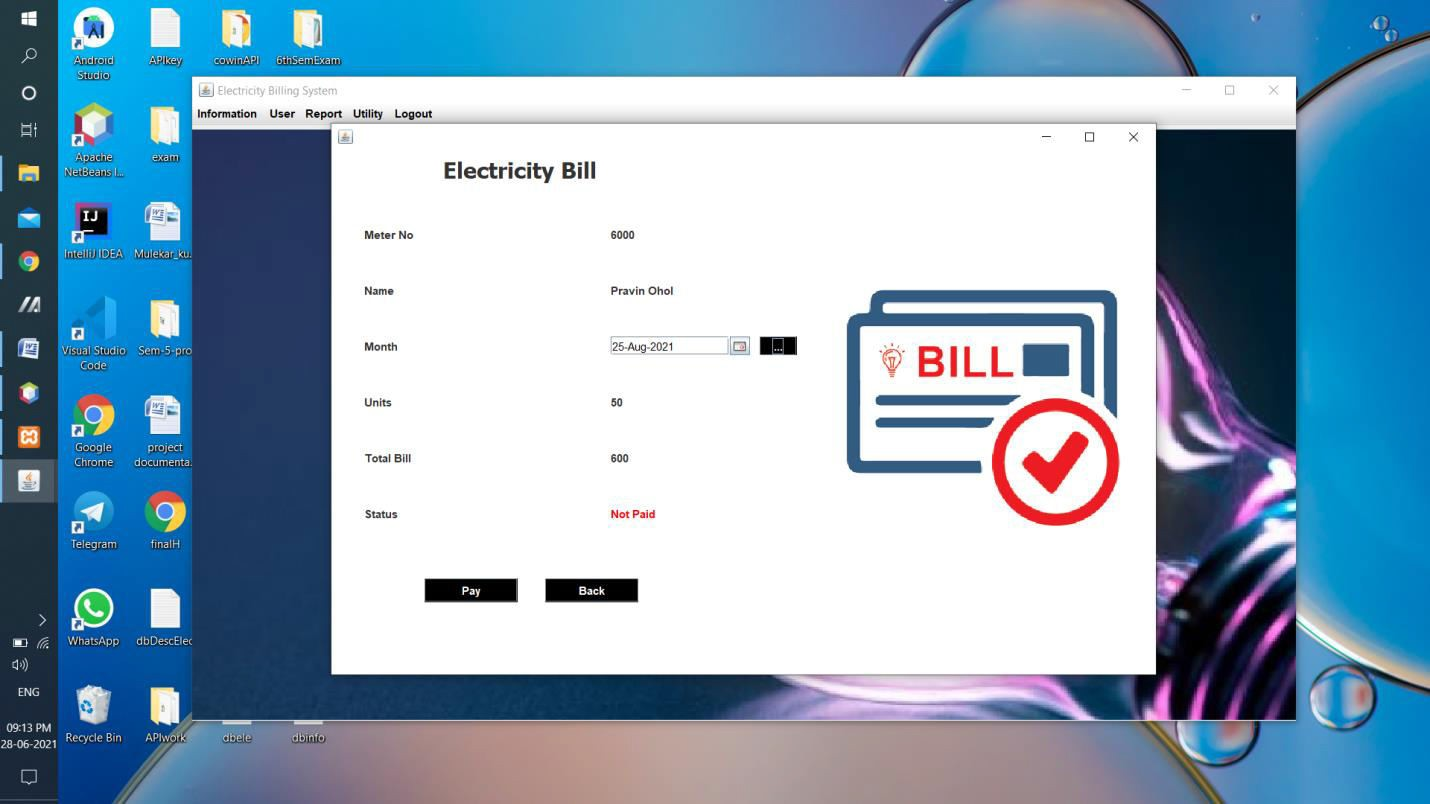 Android
Studio
APIkey
cowinAPI
6thSemExam
Electricity Billing System
Information User Report Utility Logout
Electricity Bill
Meter No 6000
Name Pravin Ohol
Month 25-Aug-2021 ...
Units 50
Total Bill 600
Status Not Paid
Pay Back
BILL
Apache
NetBeans I...
exam
IJ
IntelliJ IDEA
Mulekar_ku...
Visual Studio
Code
Sem-5-pro
Google
Chrome
project
documenta...
Telegram
finalH
WhatsApp
dbDescElec
Recycle Bin
APIwork
dbele
dbinfo
ENG
09:13 PM
28-06-2021